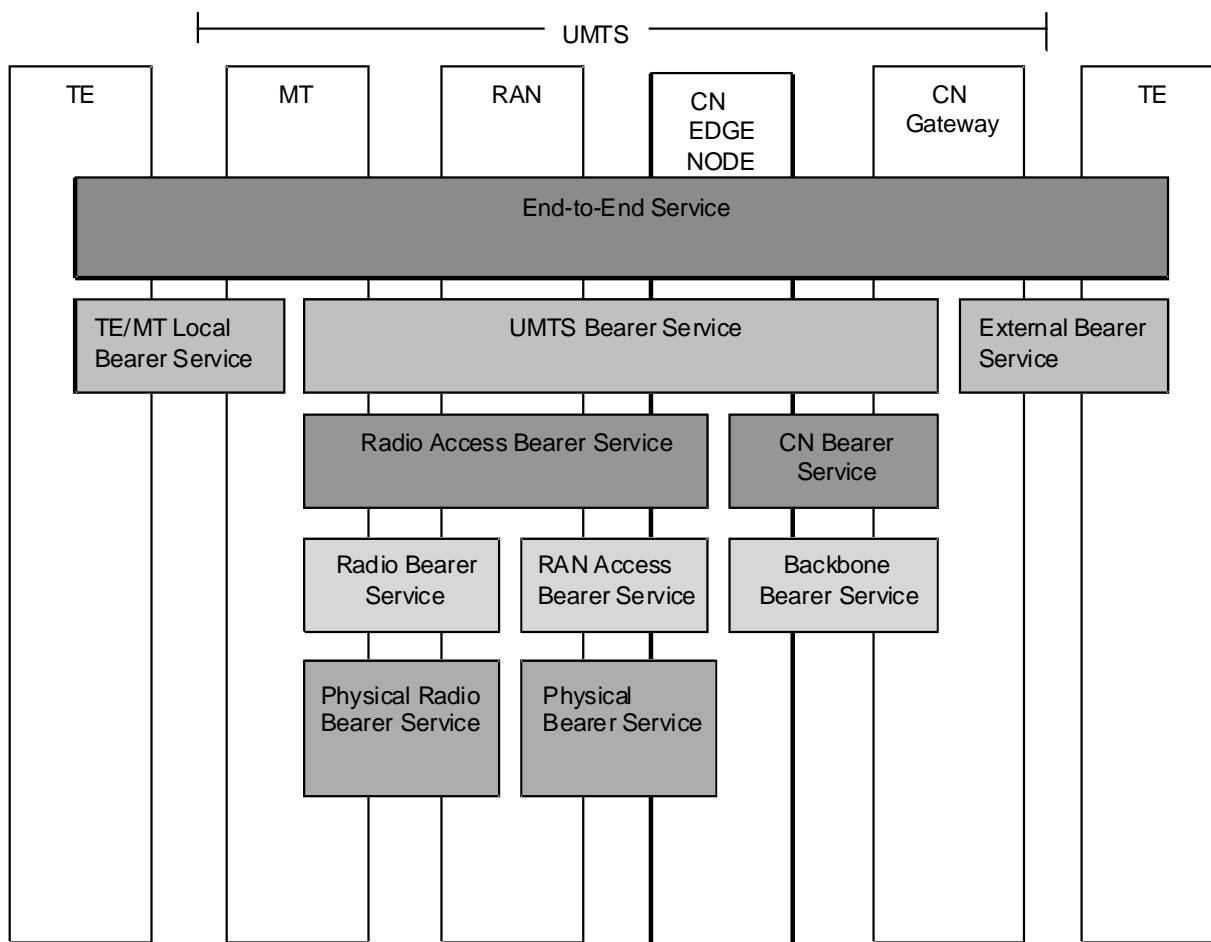 UMTS
TE
MT
RAN
CN
EDGE
NODE
CN
Gateway
TE
End-to-End Service
TE/MT Local
Bearer Service
UMTS Bearer Service
External Bearer
Service
Radio Access Bearer Service
CN Bearer
Service
Radio Bearer
Service
RAN Access
Bearer Service
Backbone
Bearer Service
Physical Radio
Bearer Service
Physical
Bearer Service